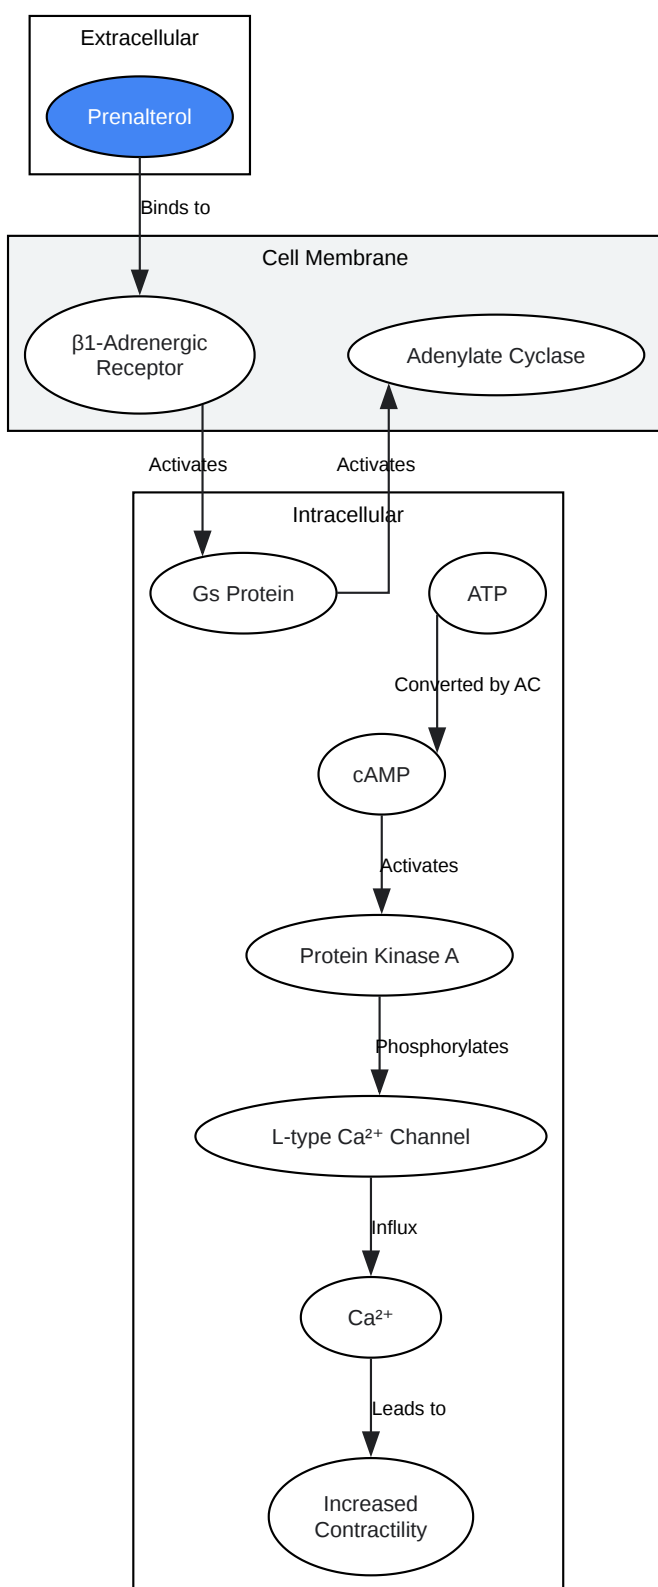 Extracellular
Prenalterol
Binds to
Cell Membrane
β1-Adrenergic
Receptor
Adenylate Cyclase
Activates
Activates
Intracellular
Gs Protein
ATP
Converted by AC
cAMP
Activates
Protein Kinase A
Phosphorylates
L-type Ca²⁺ Channel
Influx
Ca²⁺
Leads to
Increased
Contractility